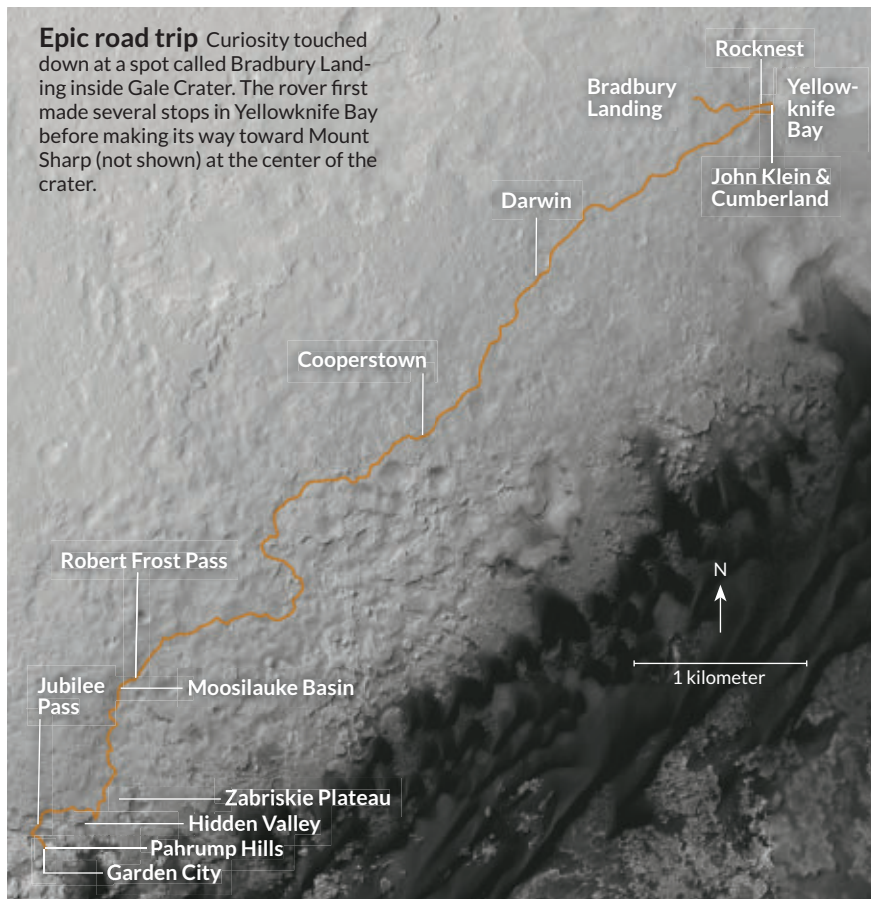 Epic road trip Curiosity touched
down at a spot called Bradbury Land-
ing inside Gale Crater. The rover first
made several stops in Yellowknife Bay
before making its way toward Mount
Sharp (not shown) at the center of the
crater.
Rocknest
Bradbury
Landing
Yellow-
knife
Bay
John Klein &
Cumberland
Darwin
Cooperstown
Robert Frost Pass
N
1 kilometer
Jubilee
Pass
Moosilauke Basin
Zabriskie Plateau
Hidden Valley
Pahrump Hills
Garden City